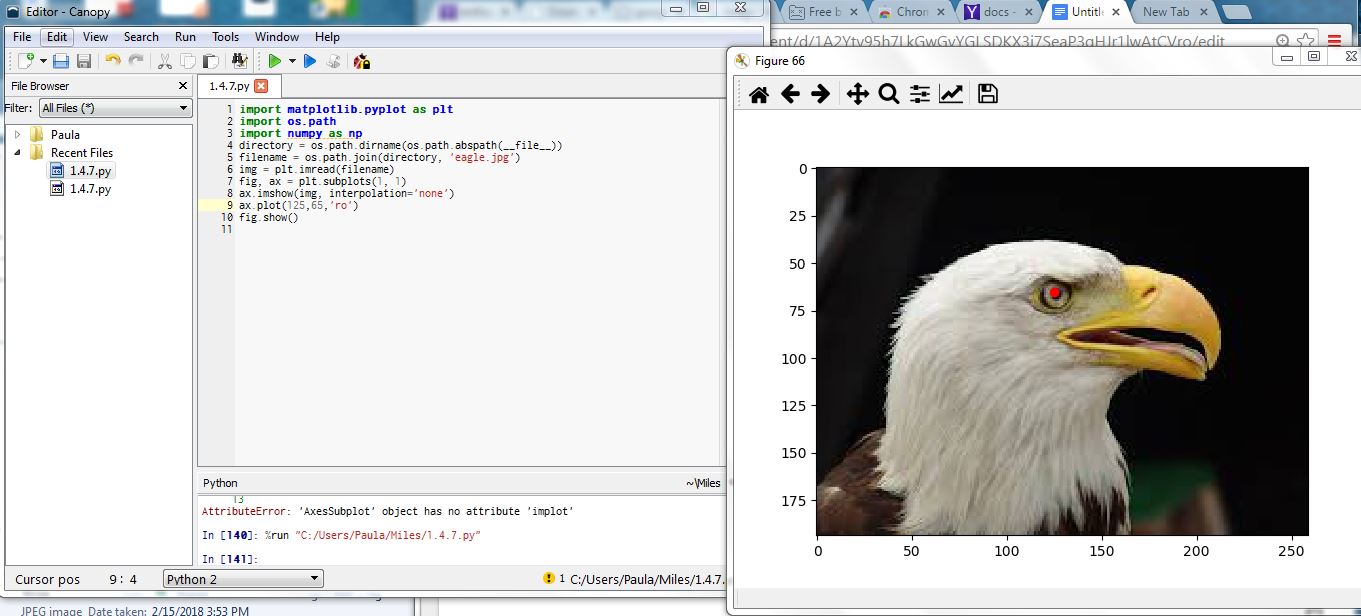 Editor - Canopy
File Edit View Search Run Tools Window Help
File Browser
Filter: All Files (*)
Paula
Recent Files
1.4.7.py
1.4.7.py
1.4.7.py
1 import matplotlib.pyplot as plt
2 import os.path
3 import numpy as np
4 directory = os.path.dirname(os.path.abspath(__file__))
5 filename = os.path.join(directory, 'eagle.jpg')
6 img = plt.imread(filename)
7 fig, ax = plt.subplots(1, 1)
8 ax.imshow(img, interpolation='none')
9 ax.plot(125,65,'ro')
10 fig.show()
11
Python ~\Miles
13
AttributeError: 'AxesSubplot' object has no attribute 'implot'
In [140]: %run "C:/Users/Paula/Miles/1.4.7.py"
In [141]:
Cursor pos 9 : 4 Python 2 1 C:/Users/Paula/Miles/1.4.7.
JPEG image Date taken: 2/15/2018 3:53 PM
Free b Chron docs - Untitl New Tab
Figure 66
0
25
50
75
100
125
150
175
0 50 100 150 200 250